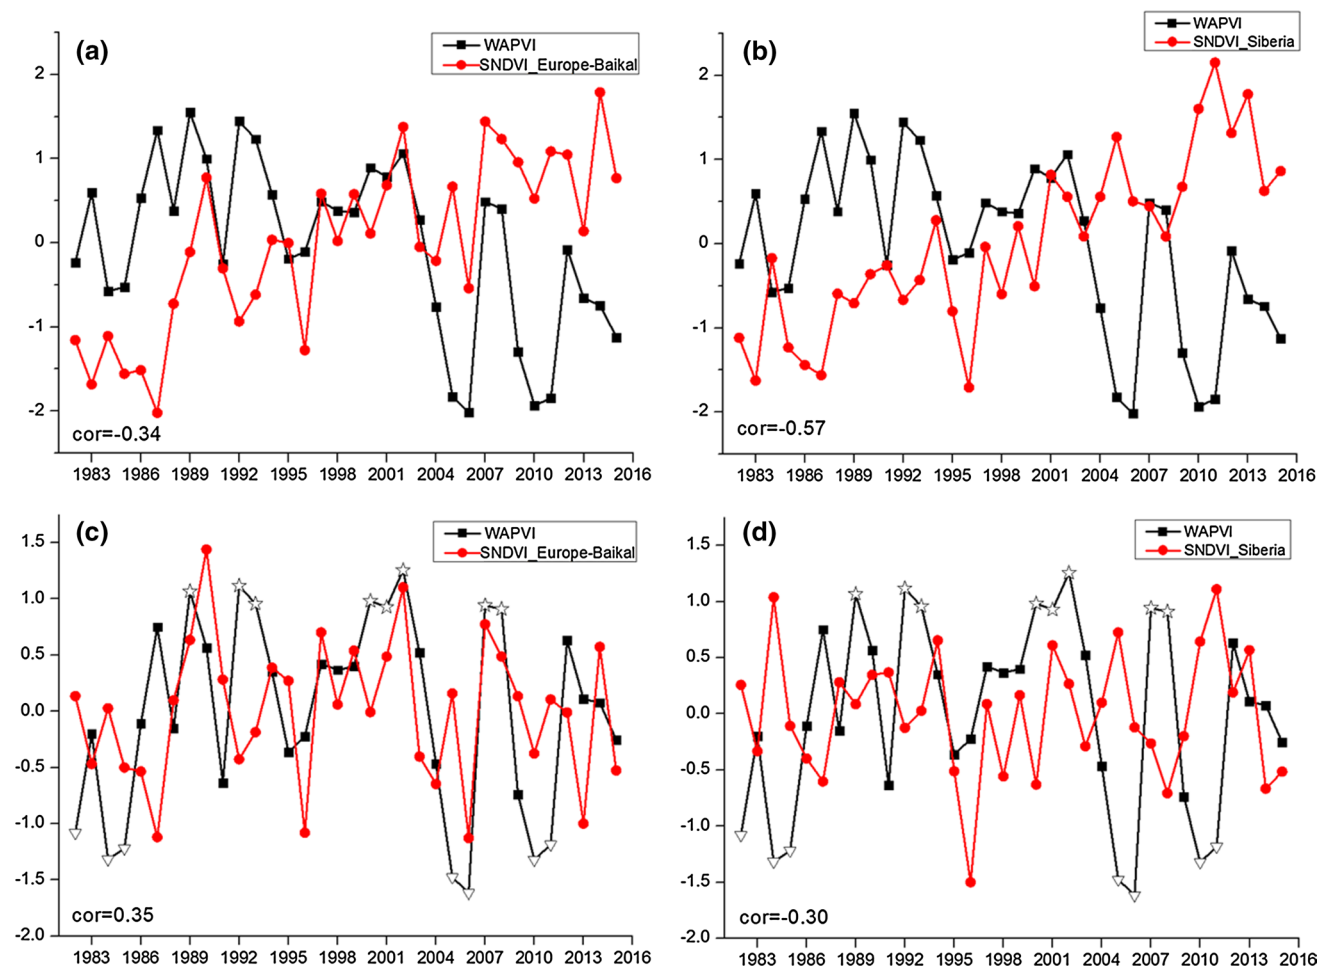 (a)
WAPVI
SNDVI_Europe-Baikal
2
1
0
-1
-2
cor=-0.34
1983 1986 1989 1992 1995 1998 2001 2004 2007 2010 2013 2016
(b)
WAPVI
SNDVI_Siberia
2
1
0
-1
-2
cor=-0.57
1983 1986 1989 1992 1995 1998 2001 2004 2007 2010 2013 2016
(c)
WAPVI
SNDVI_Europe-Baikal
1.5
1.0
0.5
0.0
-0.5
-1.0
-1.5
-2.0
cor=0.35
1983 1986 1989 1992 1995 1998 2001 2004 2007 2010 2013 2016
(d)
WAPVI
SNDVI_Siberia
1.5
1.0
0.5
0.0
-0.5
-1.0
-1.5
-2.0
cor=-0.30
1983 1986 1989 1992 1995 1998 2001 2004 2007 2010 2013 2016